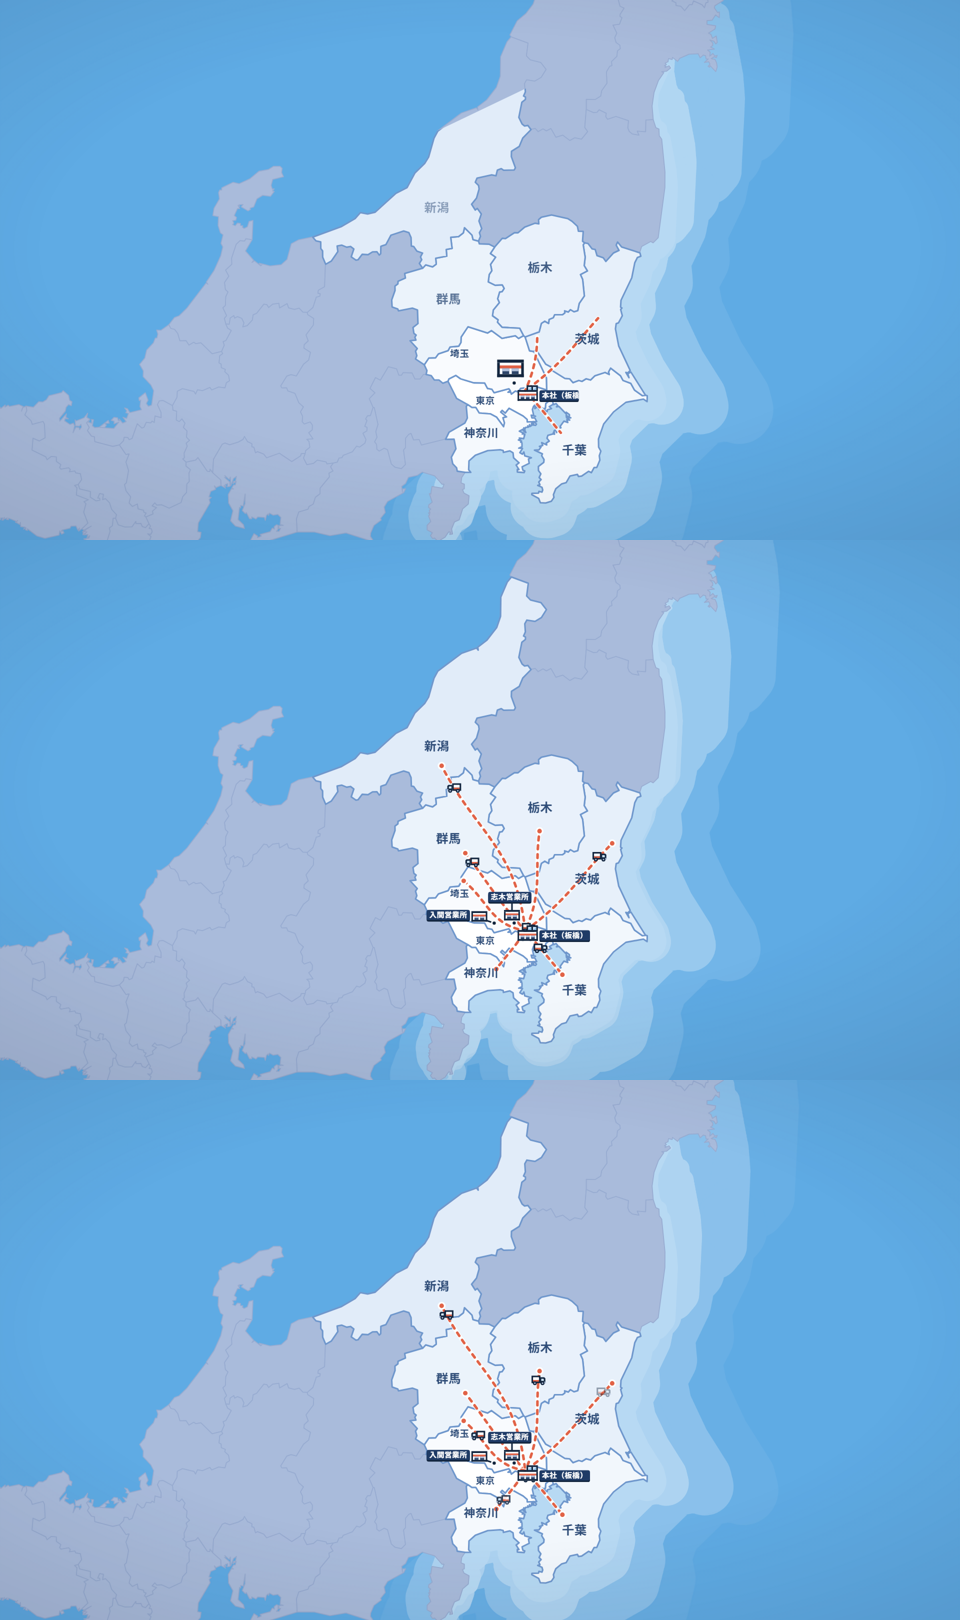 新潟
栃木
群馬
茨城
埼玉
東京
本社（板橋
神奈川
千葉
新潟
栃木
群馬
茨城
埼玉
志木営業所
入間営業所
東京
本社（板橋）
神奈川
千葉
新潟
栃木
群馬
茨城
埼玉
志木営業所
入間営業所
東京
本社（板橋）
神奈川
千葉